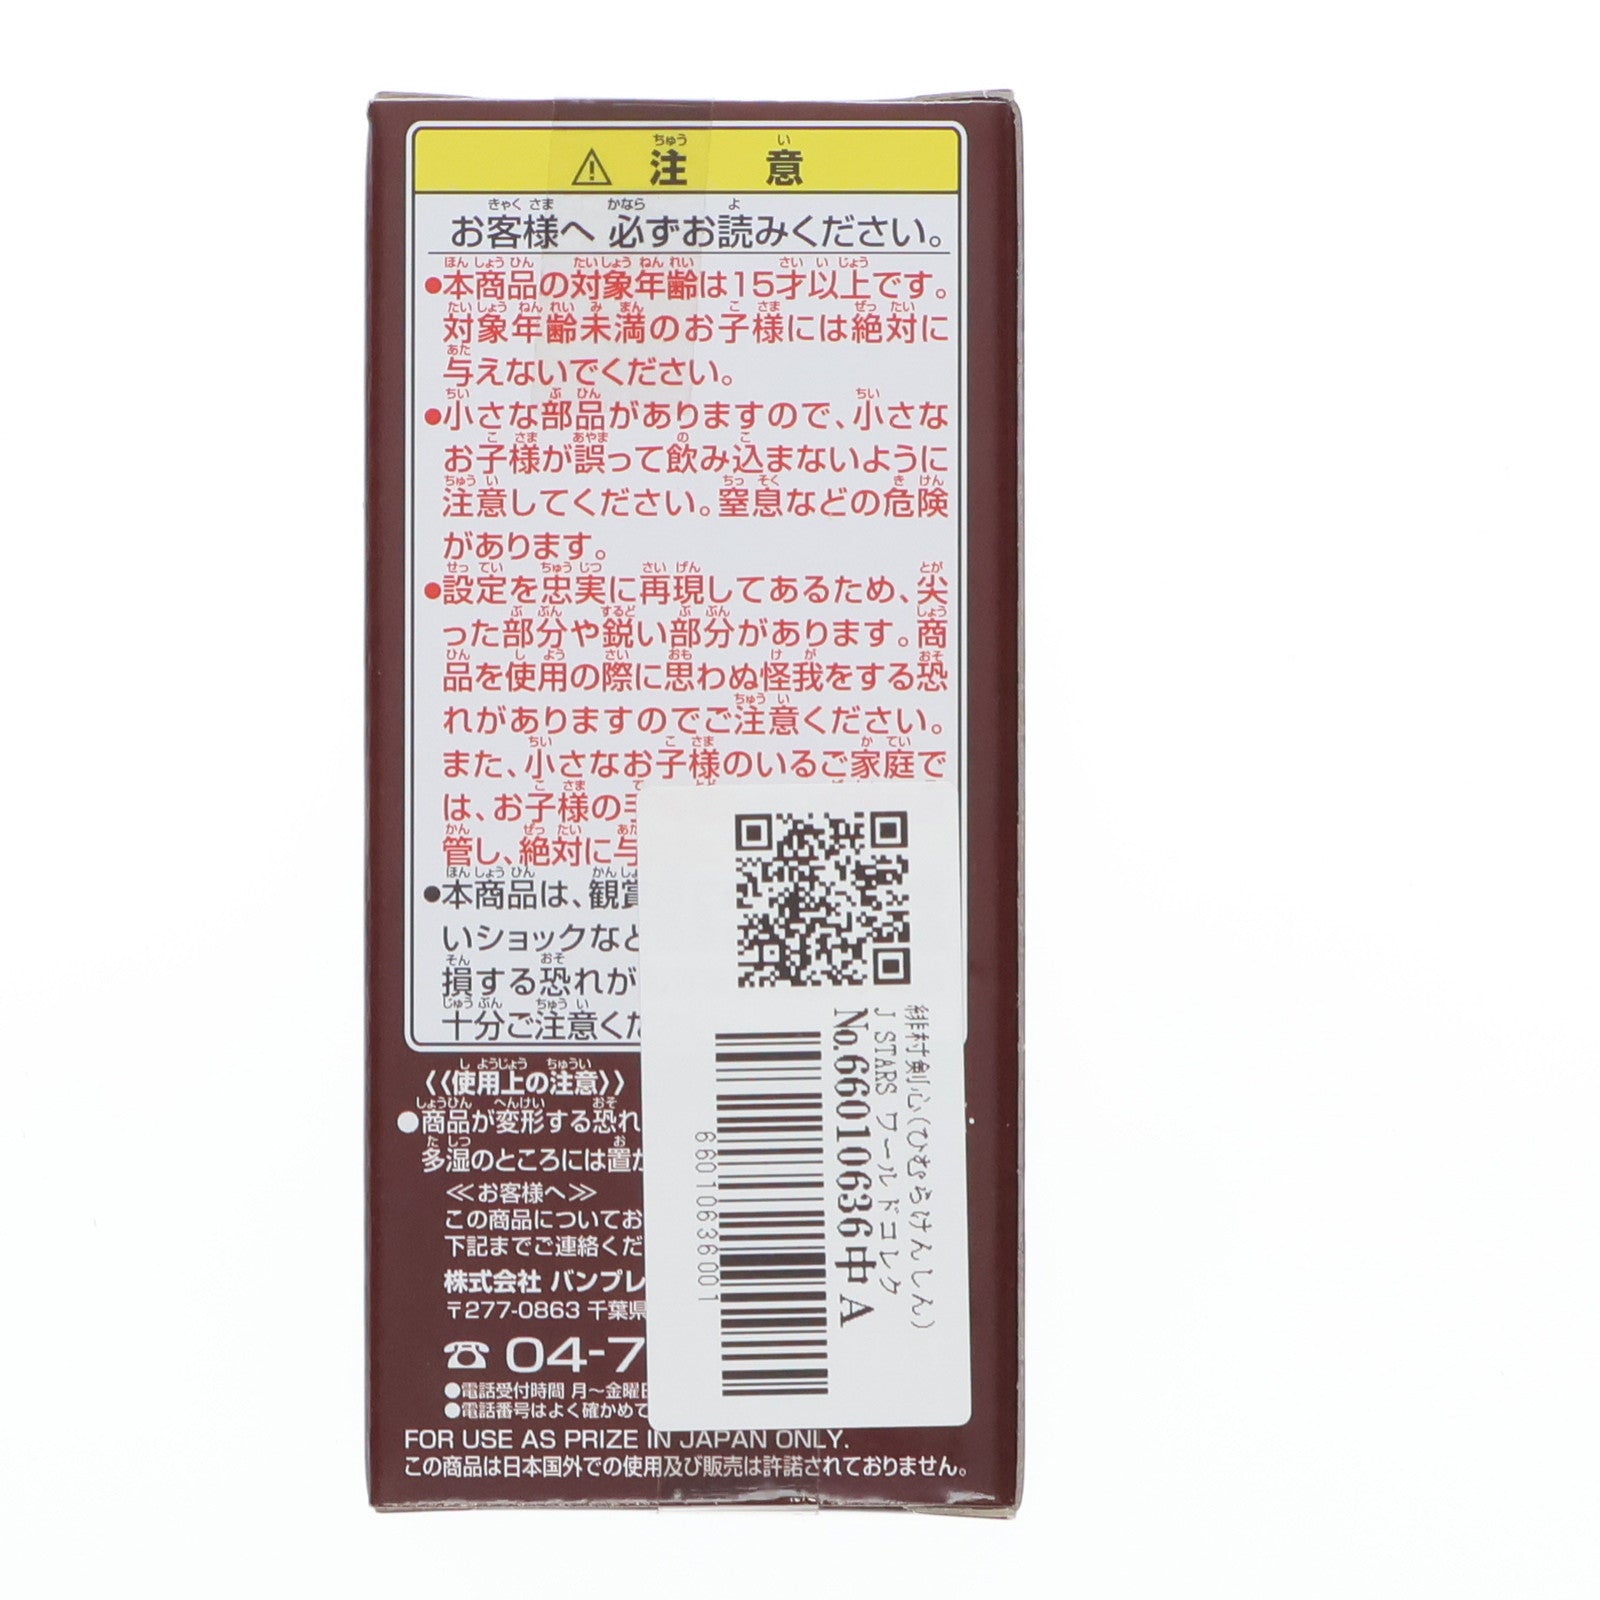 ⚠ 注意
お客様へ 必ずお読みください。
●本商品の対象年齢は15才以上です。
対象年齢未満のお子様には絶対に
与えないでください。
●小さな部品がありますので、小さな
お子様が誤って飲み込まないように
注意してください。窒息などの危険
があります。
●設定を忠実に再現してあるため、尖
った部分や鋭い部分があります。商
品を使用の際に思わぬ怪我をする恐
れがありますのでご注意ください。
また、小さなお子様のいるご家庭で
は、お子様の
管し、絶対に与
●本商品は、観賞
いショックなど
損する恐れが
十分ご注意くだ
《使用上の注意》
●商品が変形する恐れ
多湿のところには置か
≪お客様へ≫
この商品についてお
下記までご連絡くだ
株式会社 バンプレ
〒277-0863 千葉県
☎ 04-7
●電話受付時間 月〜金曜日
●電話番号はよく確かめて
FOR USE AS PRIZE IN JAPAN ONLY.
この商品は日本国外での使用及び販売は許諾されておりません。
緋村剣心(ひむらけんしん)
J STARS ワールドコレク
No.66010636中 A
66010636001